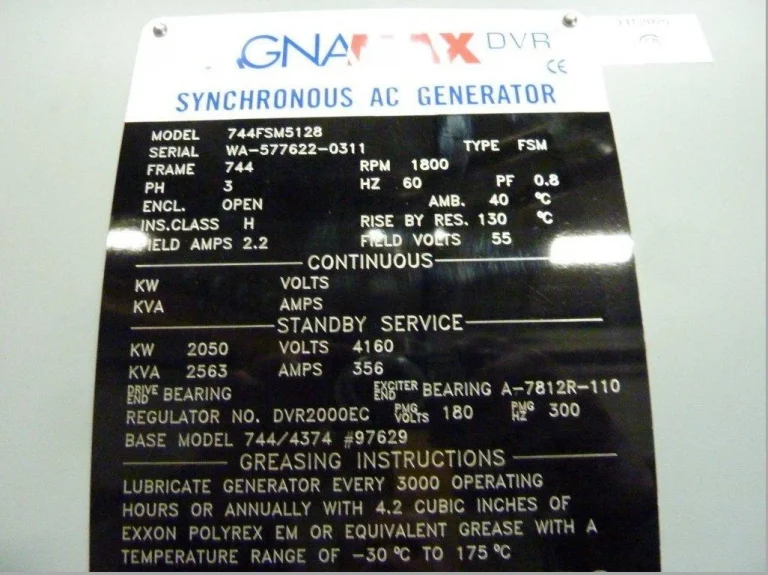 GNAMAX DVR
CE
SYNCHRONOUS AC GENERATOR
MODEL 744FSM5128
SERIAL WA-577622-0311 TYPE FSM
FRAME 744 RPM 1800
PH 3 HZ 60 PF 0.8
ENCL. OPEN AMB. 40 °C
INS.CLASS H RISE BY RES. 130 °C
FIELD AMPS 2.2 FIELD VOLTS 55
CONTINUOUS
KW VOLTS
KVA AMPS
STANDBY SERVICE
KW 2050 VOLTS 4160
KVA 2563 AMPS 356
DRIVE END BEARING EXCITER END BEARING A-7812R-110
REGULATOR NO. DVR2000EC PMG VOLTS 180 PMG HZ 300
BASE MODEL 744/4374 #97629
GREASING INSTRUCTIONS
LUBRICATE GENERATOR EVERY 3000 OPERATING
HOURS OR ANNUALLY WITH 4.2 CUBIC INCHES OF
EXXON POLYREX EM OR EQUIVALENT GREASE WITH A
TEMPERATURE RANGE OF -30 °C TO 175 °C